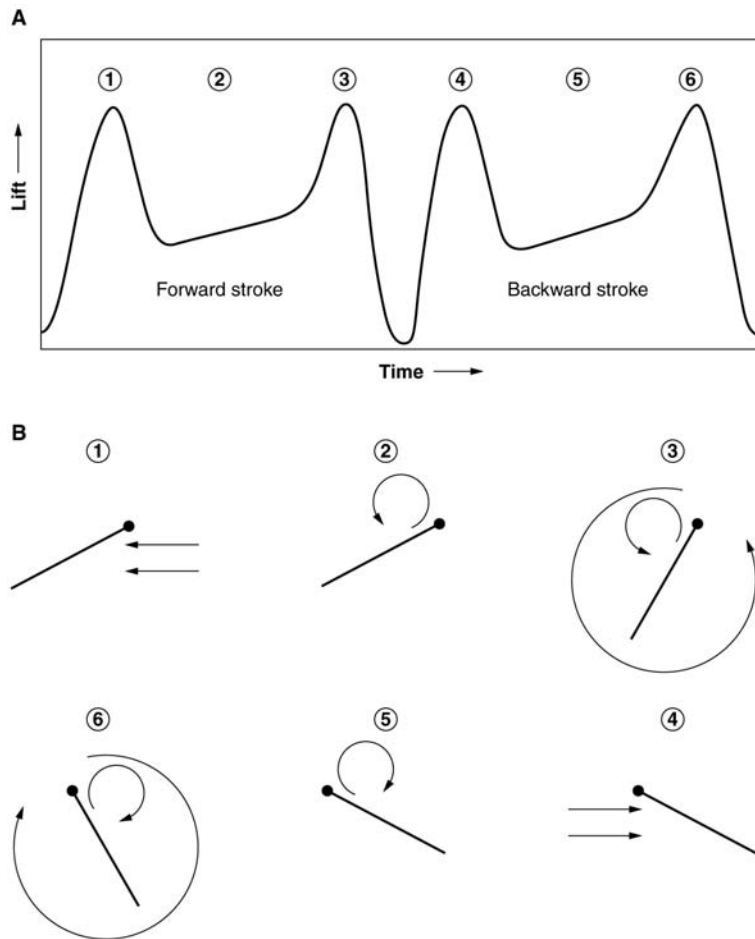 A
① ② ③ ④ ⑤ ⑥
Lift
Forward stroke Backward stroke
Time
B
① ② ③
⑥ ⑤ ④